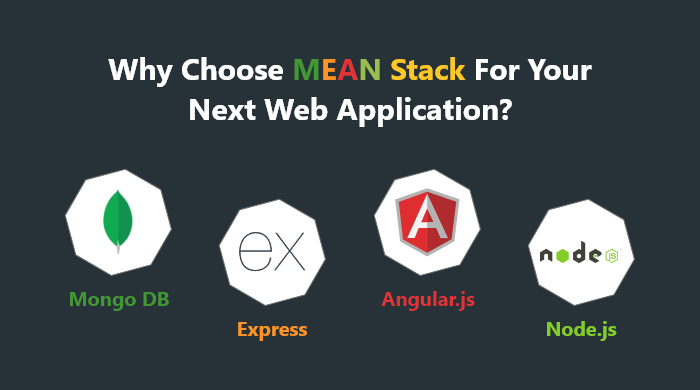 Why Choose MEAN Stack For Your
Next Web Application?
ex
node
JS
Mongo DB
Express
Angular.js
Node.js